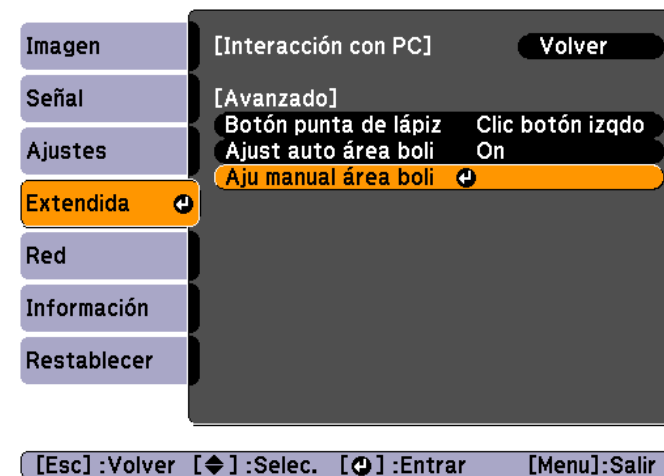 Imagen
Señal
Ajustes
Extendida
Red
Información
Restablecer
[Interacción con PC] Volver
[Avanzado]
Botón punta de lápiz Clic botón izqdo
Ajust auto área boli On
Aju manual área boli
[Esc] :Volver [◆] :Selec. [↵] :Entrar [Menu]:Salir